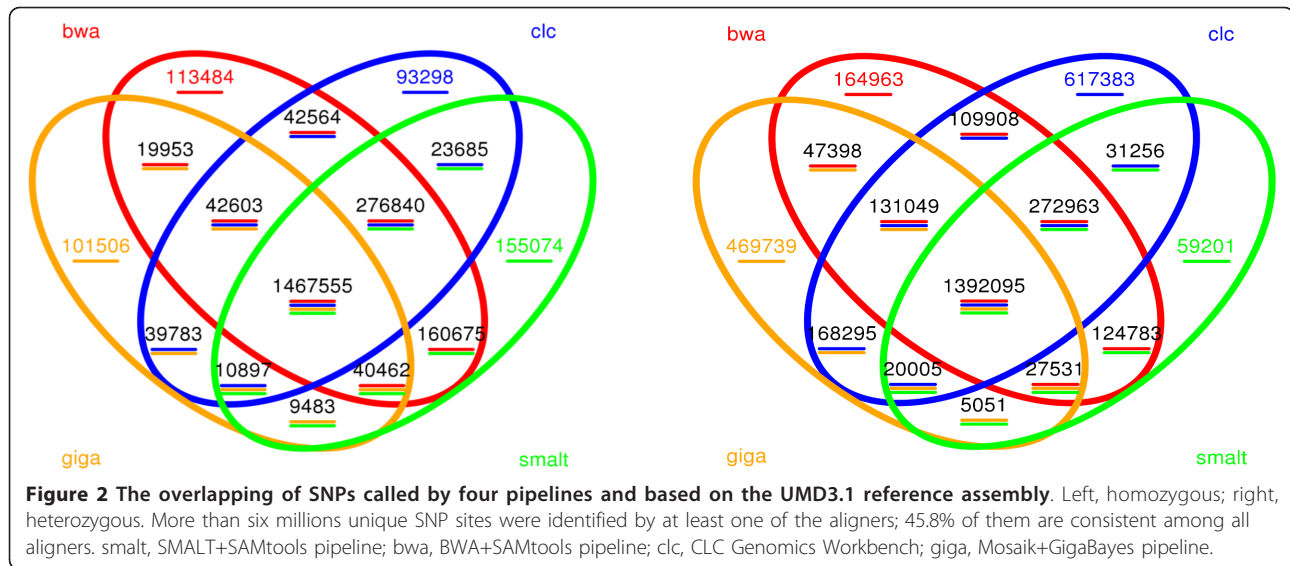 bwa
clc
113484
93298
42564
19953
23685
42603
276840
101506
155074
1467555
39783
160675
10897
40462
9483
giga
smalt
bwa
clc
164963
617383
109908
47398
31256
131049
272963
469739
59201
1392095
168295
124783
20005
27531
5051
giga
smalt
Figure 2 The overlapping of SNPs called by four pipelines and based on the UMD3.1 reference assembly. Left, homozygous; right,
heterozygous. More than six millions unique SNP sites were identified by at least one of the aligners; 45.8% of them are consistent among all
aligners. smalt, SMALT+SAMtools pipeline; bwa, BWA+SAMtools pipeline; clc, CLC Genomics Workbench; giga, Mosaik+GigaBayes pipeline.